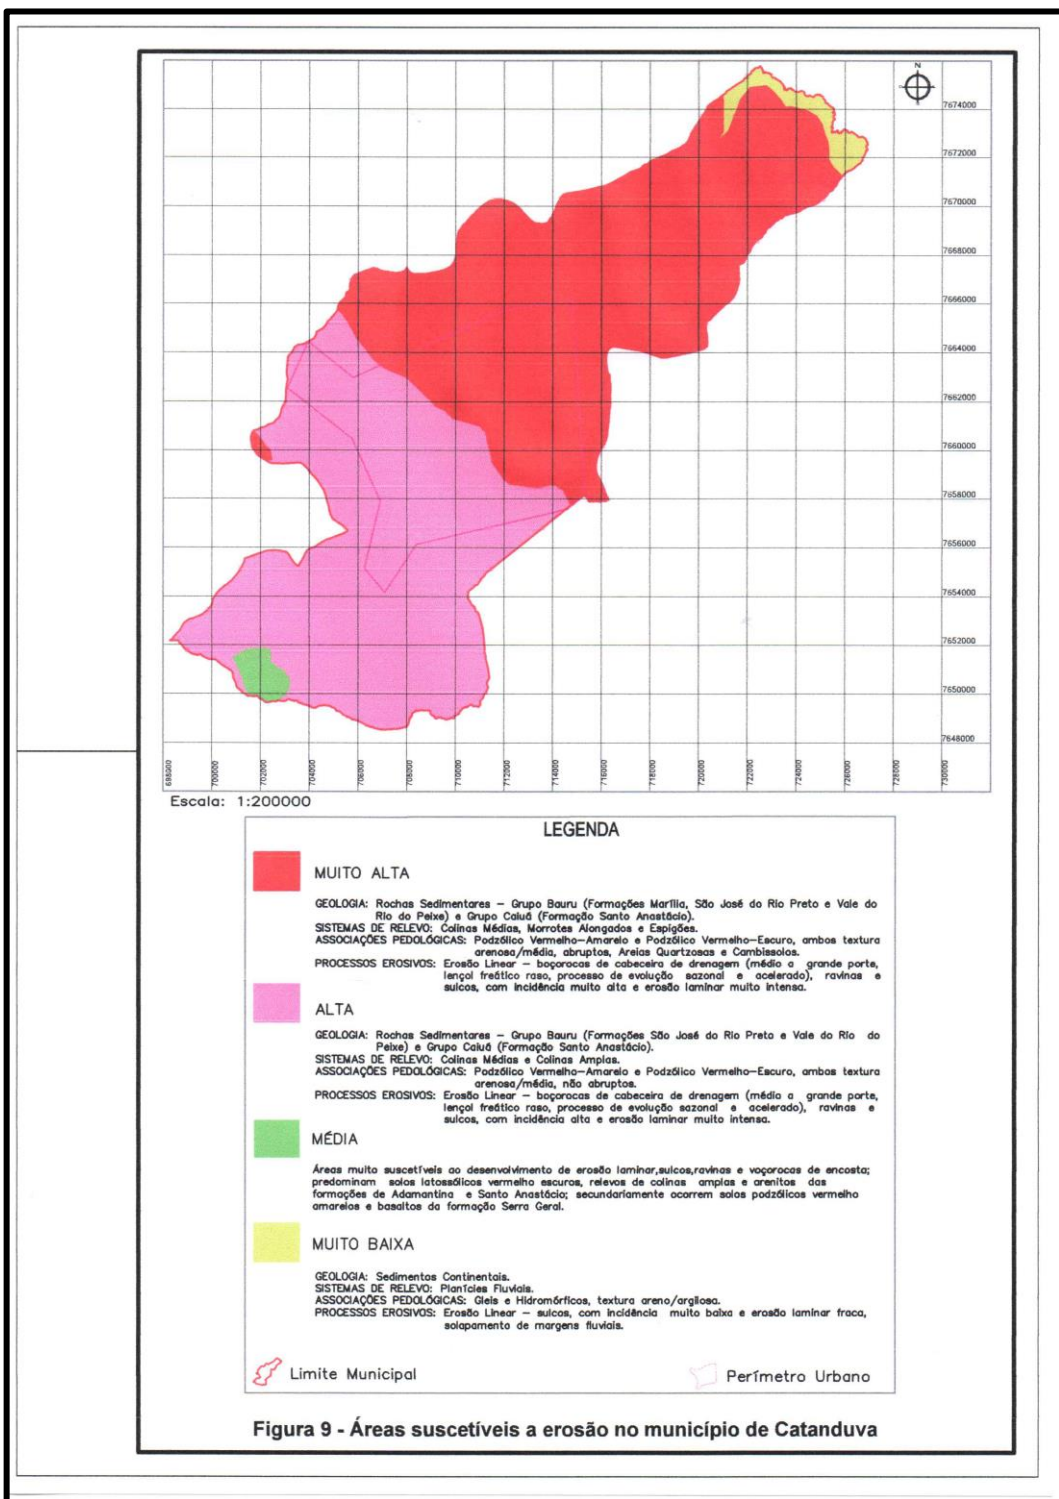 N
7674000
7672000
7670000
7668000
7666000
7664000
7662000
7660000
7658000
7656000
7654000
7652000
7650000
7648000
698000
700000
702000
704000
706000
708000
710000
712000
714000
716000
718000
720000
722000
724000
726000
728000
730000
Escala: 1:200000
LEGENDA
MUITO ALTA
GEOLOGIA: Rochas Sedimentares – Grupo Bauru (Formações Marília, São José do Rio Preto e Vale do
Rio do Peixe) e Grupo Caiuá (Formação Santo Anastácio).
SISTEMAS DE RELEVO: Colinas Médias, Morrotes Alongados e Espigões.
ASSOCIAÇÕES PEDOLÓGICAS: Podzólico Vermelho–Amarelo e Podzólico Vermelho–Escuro, ambos textura
arenosa/média, abruptos, Areias Quartzosas e Cambissolos.
PROCESSOS EROSIVOS: Erosão Linear – boçorocas de cabeceira de drenagem (médio a grande porte,
lençol freático raso, processo de evolução sazonal e acelerado), ravinas e
sulcos, com incidência muito alta e erosão laminar muito intensa.
ALTA
GEOLOGIA: Rochas Sedimentares – Grupo Bauru (Formações São José do Rio Preto e Vale do Rio do
Peixe) e Grupo Caiuá (Formação Santo Anastácio).
SISTEMAS DE RELEVO: Colinas Médias e Colinas Amplas.
ASSOCIAÇÕES PEDOLÓGICAS: Podzólico Vermelho–Amarelo e Podzólico Vermelho–Escuro, ambos textura
arenosa/média, não abruptos.
PROCESSOS EROSIVOS: Erosão Linear – boçorocas de cabeceira de drenagem (médio a grande porte,
lençol freático raso, processo de evolução sazonal e acelerado), ravinas e
sulcos, com incidência alta e erosão laminar muito intensa.
MÉDIA
Áreas muito suscetíveis ao desenvolvimento de erosão laminar,sulcos,ravinas e voçorocas de encosta;
predominam solos latossólicos vermelho escuros, relevos de colinas amplas e arenitos das
formações de Adamantina e Santo Anastácio; secundariamente ocorrem solos podzólicos vermelho
amarelos e basaltos da formação Serra Geral.
MUITO BAIXA
GEOLOGIA: Sedimentos Continentais.
SISTEMAS DE RELEVO: Planícies Fluviais.
ASSOCIAÇÕES PEDOLÓGICAS: Gleis e Hidromórficos, textura areno/argilosa.
PROCESSOS EROSIVOS: Erosão Linear – sulcos, com incidência muito baixa e erosão laminar fraca,
solapamento de margens fluviais.
Limite Municipal
Perímetro Urbano
Figura 9 - Áreas suscetíveis a erosão no município de Catanduva